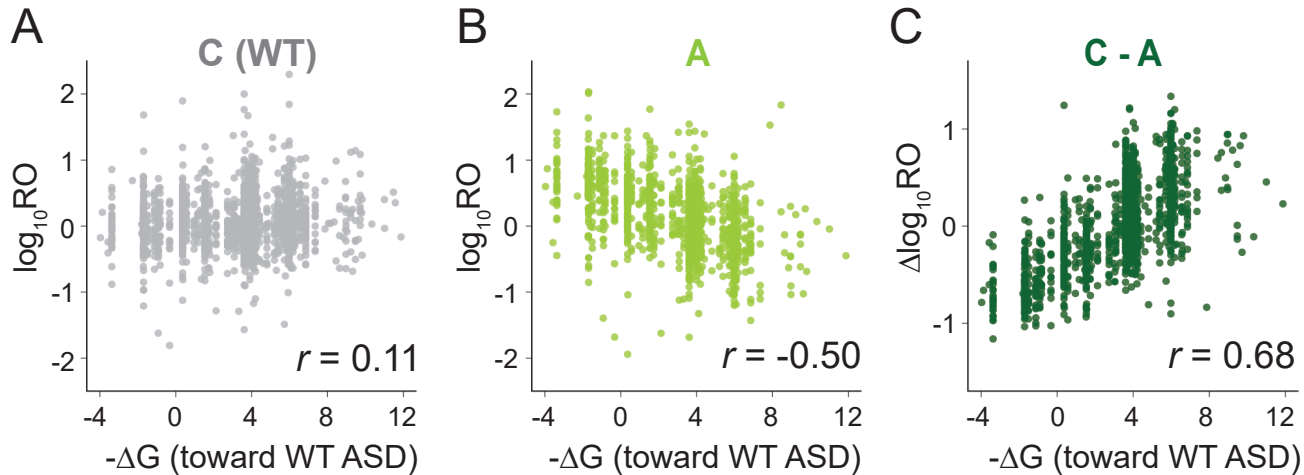 A
C (WT)
log₁₀RO
2
1
0
-1
-2
r = 0.11
-4
0
4
8
12
-ΔG (toward WT ASD)
B
A
log₁₀RO
2
1
0
-1
-2
r = -0.50
-4
0
4
8
12
-ΔG (toward WT ASD)
C
C - A
Δlog₁₀RO
1
0
-1
r = 0.68
-4
0
4
8
12
-ΔG (toward WT ASD)